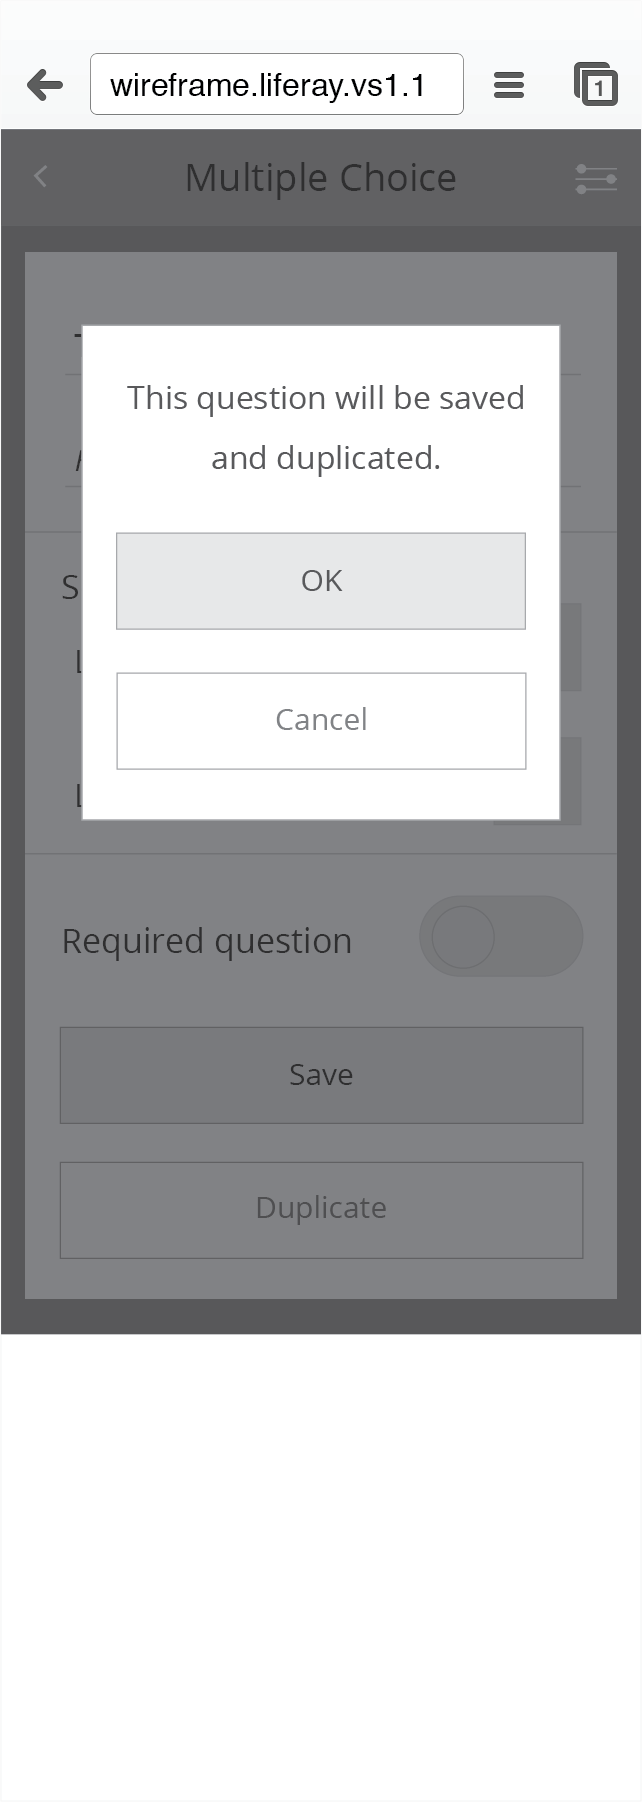 wireframe.liferay.vs1.1
1
Multiple Choice
This question will be saved
and duplicated.
OK
Cancel
Required question
Save
Duplicate